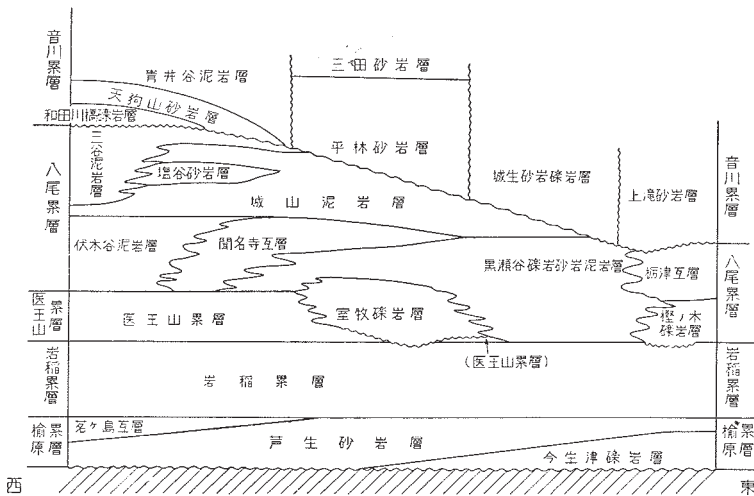 音川累層
青井谷泥岩層
天狗山砂岩層
和田川橋礫岩層
三田砂岩層
平林砂岩層
城生砂岩礫岩層
上滝砂岩層
音川累層
八尾累層
三谷泥岩層
塩谷砂岩層
城山泥岩層
伏木谷泥岩層
聞名寺互層
黒瀬谷礫岩砂岩泥岩層
栃津互層
八尾累層
医王山累層
医王山累層
室牧礫岩層
樫ノ木礫岩層
(医王山累層)
岩稲累層
岩稲累層
岩稲累層
楡原累層
茗ケ島互層
芦生砂岩層
今生津礫岩層
楡原累層
西
東